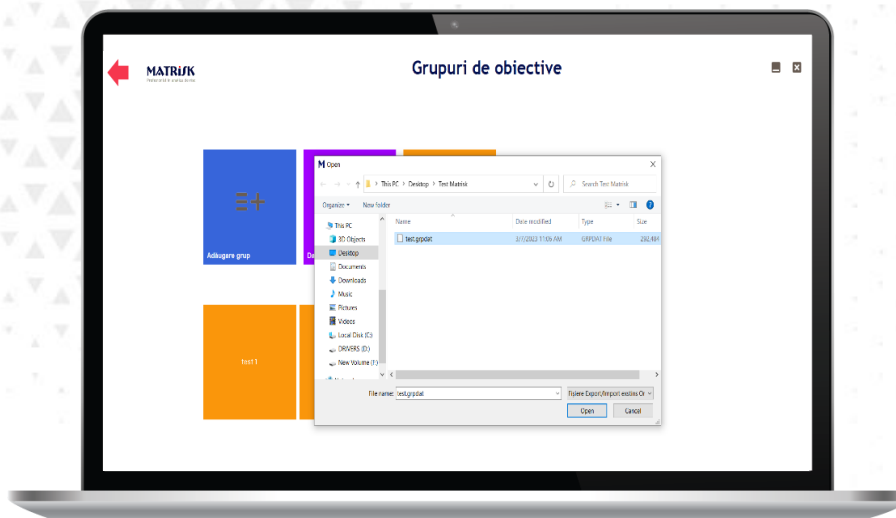 MATRISK
Grupuri de obiective
Open
This PC > Desktop > Test Matrisk
Search Test Matrisk
Organize
New folder
Name
Date modified
Type
Size
This PC
3D Objects
Desktop
Documents
Downloads
Music
Pictures
Videos
Local Disk (C:)
DRIVERS (D:)
New Volume (F:)
test.grpdat
3/7/2023 11:06 AM
GRPDAT File
Adăugare grup
De
test1
File name:
test.grpdat
Open
Cancel